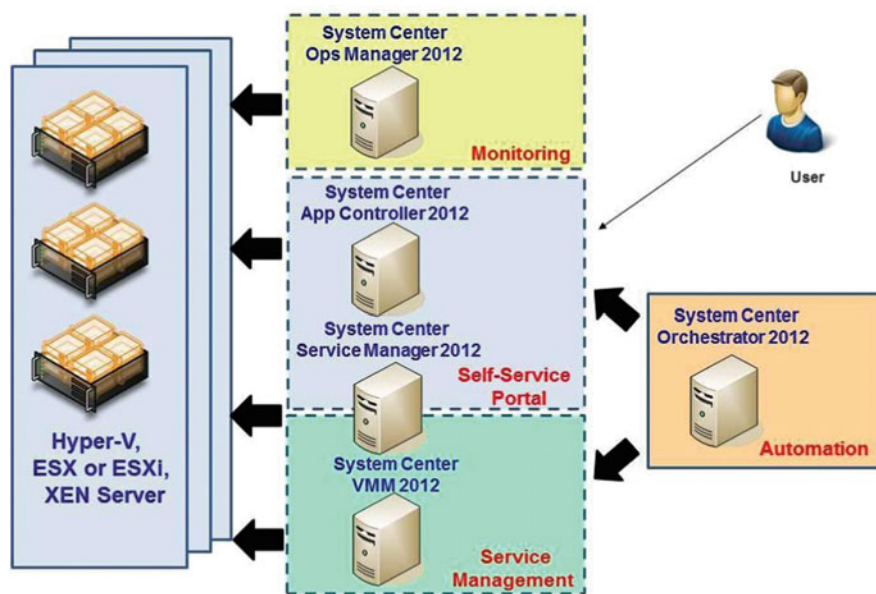 System Center
Ops Manager 2012
Monitoring
System Center
App Controller 2012
System Center
Service Manager 2012
Self-Service
Portal
System Center
VMM 2012
Service
Management
Hyper-V,
ESX or ESXi,
XEN Server
User
System Center
Orchestrator 2012
Automation